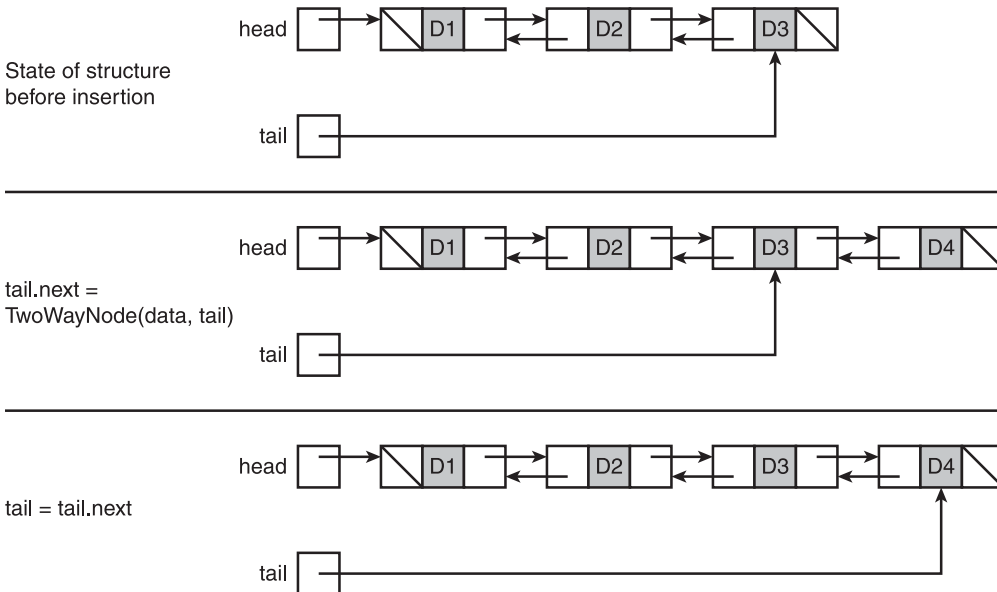 head D1 D2 D3
State of structure
before insertion
tail
head D1 D2 D3 D4
tail.next =
TwoWayNode(data, tail)
tail
head D1 D2 D3 D4
tail = tail.next
tail